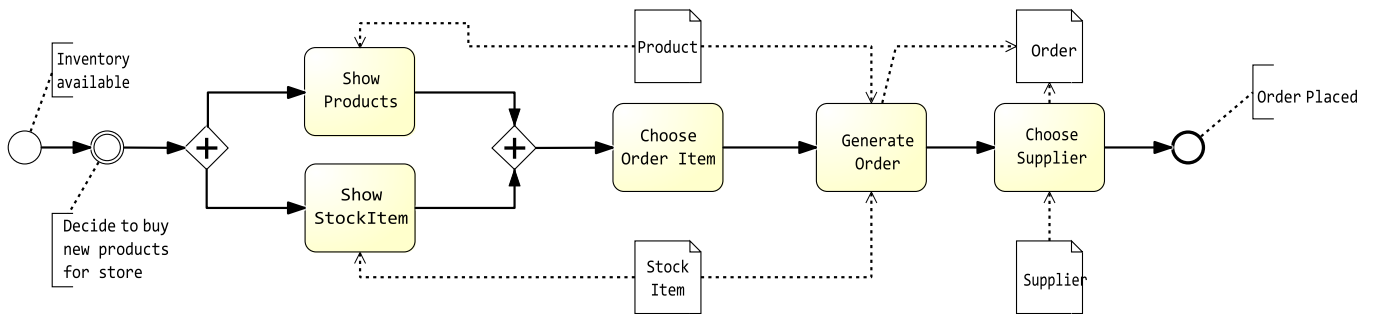 Inventory
available
Decide to buy
new products
for store
Show
Products
Show
StockItem
Product
Choose
Order Item
Stock
Item
Generate
Order
Order
Choose
Supplier
Supplier
Order Placed